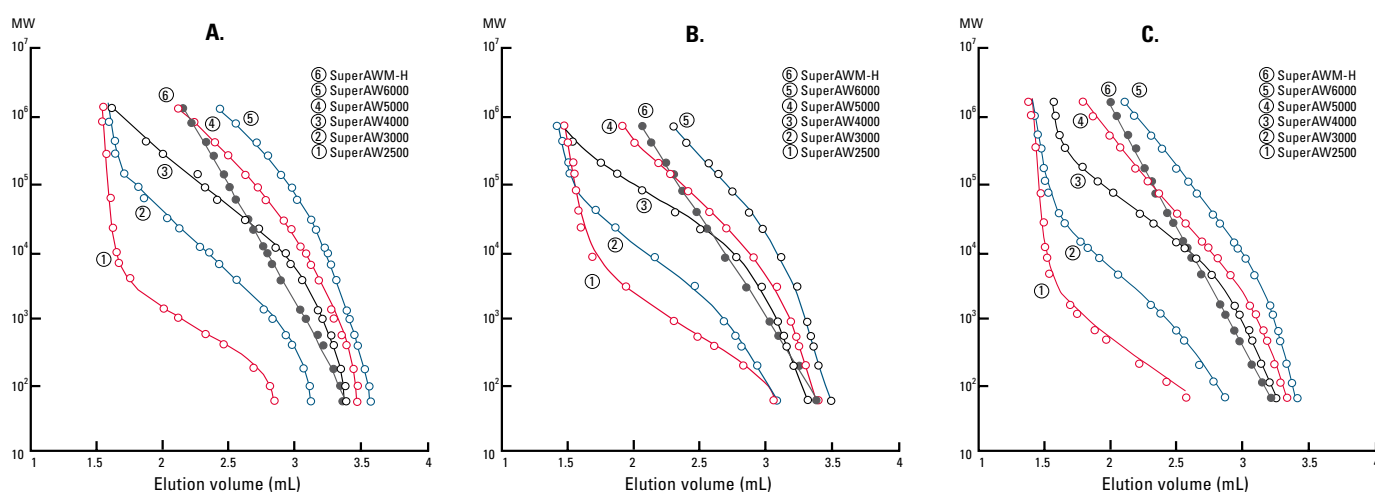 A.
MW
10⁷
10⁶
10⁵
10⁴
10³
10²
10
⑥ SuperAWM-H
⑤ SuperAW6000
④ SuperAW5000
③ SuperAW4000
② SuperAW3000
① SuperAW2500
⑥
⑤
④
③
②
①
1 1.5 2 2.5 3 3.5 4
Elution volume (mL)
B.
MW
10⁷
10⁶
10⁵
10⁴
10³
10²
10
⑥ SuperAWM-H
⑤ SuperAW6000
④ SuperAW5000
③ SuperAW4000
② SuperAW3000
① SuperAW2500
⑥
④
⑤
③
②
①
1 1.5 2 2.5 3 3.5 4
Elution volume (mL)
C.
MW
10⁷
10⁶
10⁵
10⁴
10³
10²
10
⑥ SuperAWM-H
⑤ SuperAW6000
④ SuperAW5000
③ SuperAW4000
② SuperAW3000
① SuperAW2500
⑥
⑤
④
③
②
①
1 1.5 2 2.5 3 3.5 4
Elution volume (mL)